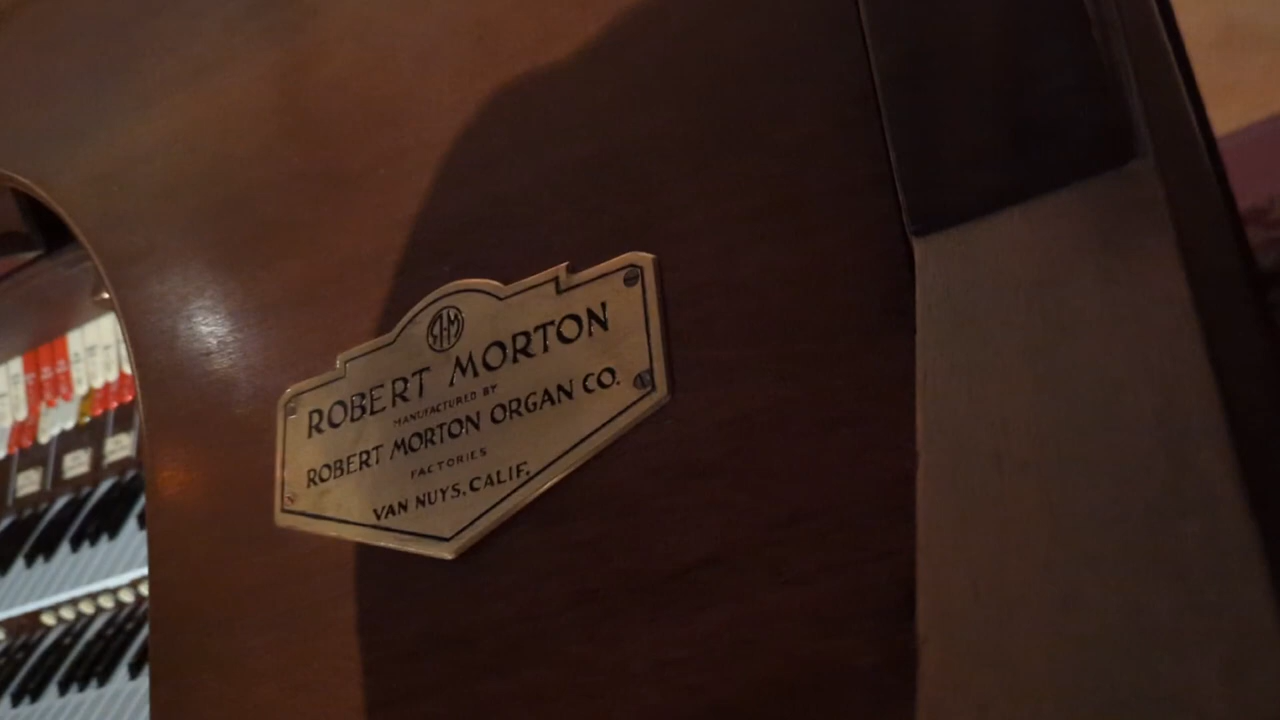 RM
ROBERT MORTON
MANUFACTURED BY
ROBERT MORTON ORGAN CO.
FACTORIES
VAN NUYS, CALIF.